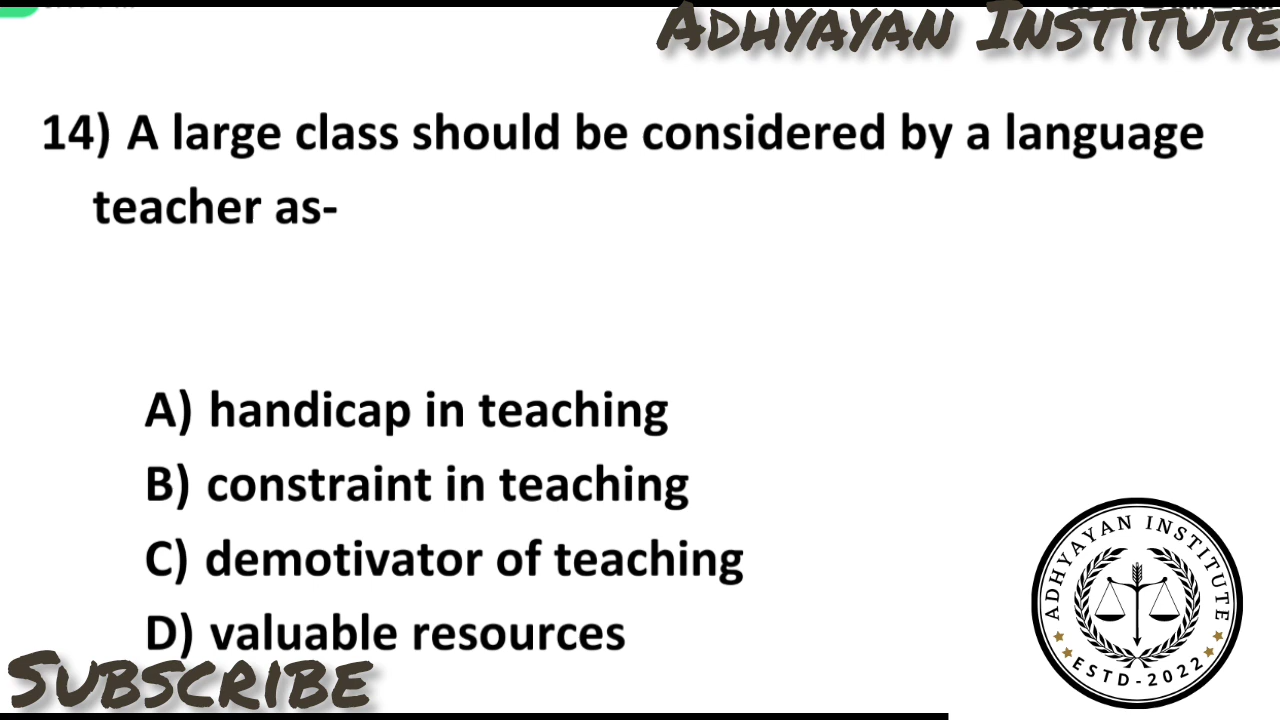 ADHYAYAN INSTITUTE
14) A large class should be considered by a language
teacher as-
A) handicap in teaching
B) constraint in teaching
C) demotivator of teaching
D) valuable resources
SUBSCRIBE
ADHYAYAN INSTITUTE
ESTD-2022